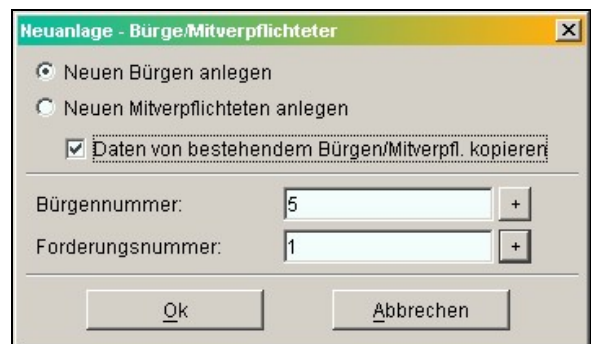 Neuanlage - Bürge/Mitverpflichteter
Neuen Bürgen anlegen
Neuen Mitverpflichteten anlegen
Daten von bestehendem Bürgen/Mitverpfl. kopieren
Bürgennummer: 5 +
Forderungsnummer: 1 +
Ok Abbrechen